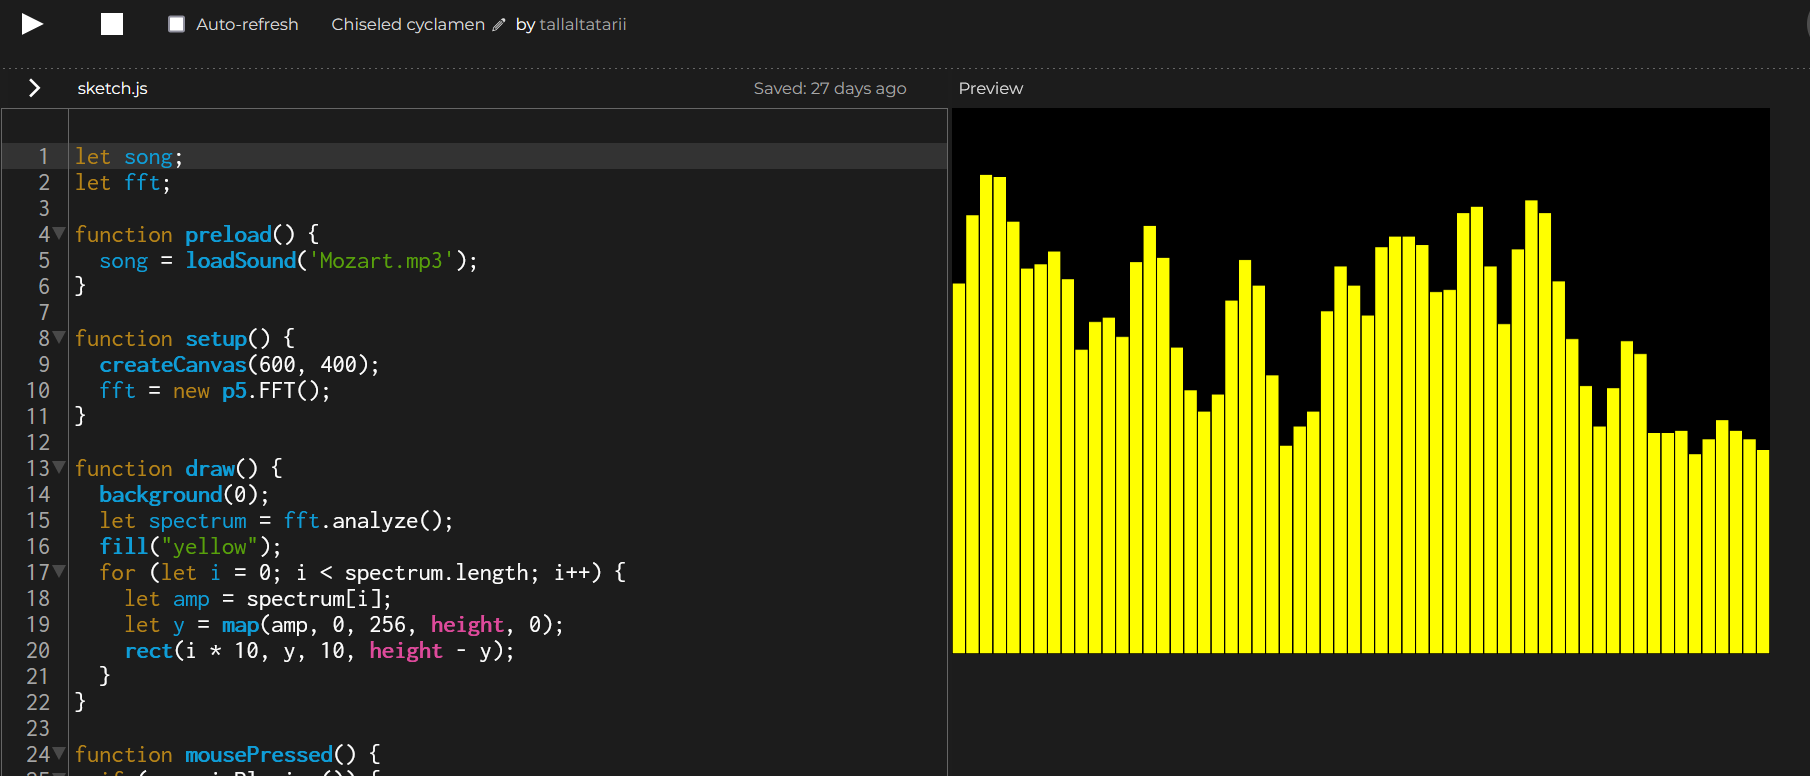 Auto-refresh Chiseled cyclamen by tallaltatarii
sketch.js Saved: 27 days ago Preview
1 let song;
2 let fft;
3
4 function preload() {
5 song = loadSound('Mozart.mp3');
6 }
7
8 function setup() {
9 createCanvas(600, 400);
10 fft = new p5.FFT();
11 }
12
13 function draw() {
14 background(0);
15 let spectrum = fft.analyze();
16 fill("yellow");
17 for (let i = 0; i < spectrum.length; i++) {
18 let amp = spectrum[i];
19 let y = map(amp, 0, 256, height, 0);
20 rect(i * 10, y, 10, height - y);
21 }
22 }
23
24 function mousePressed() {